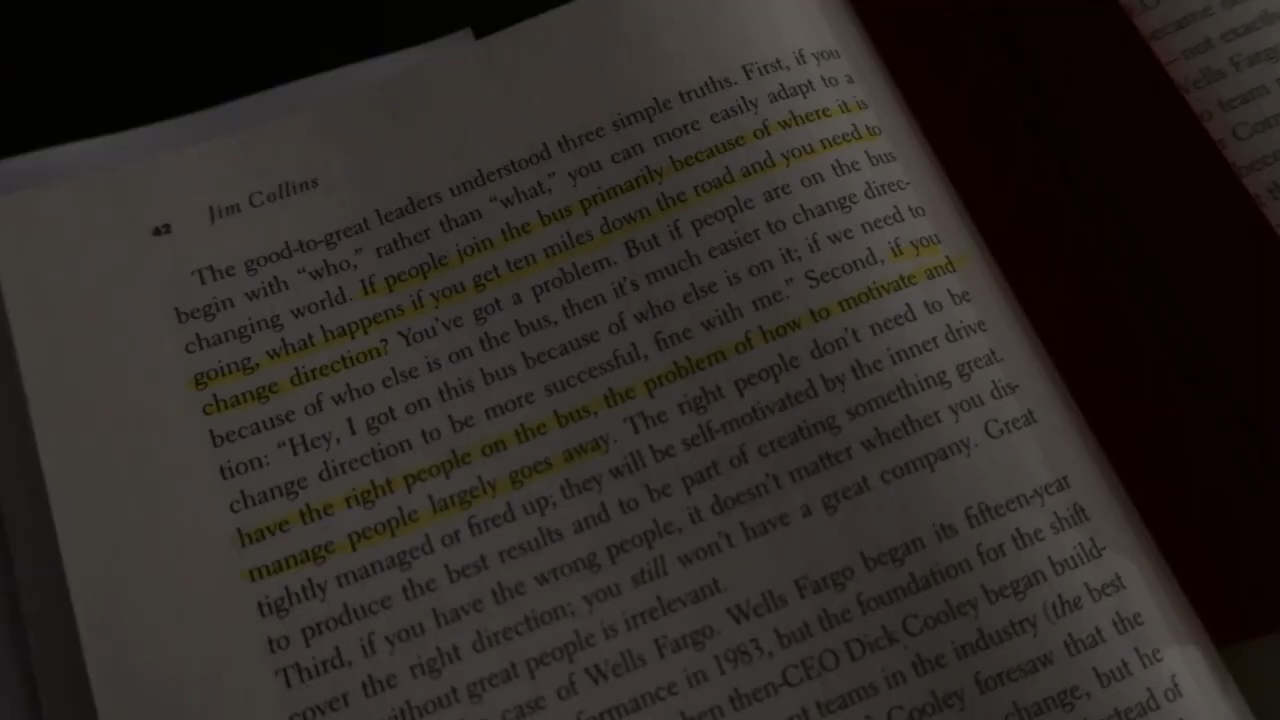 42 Jim Collins
The good-to-great leaders understood three simple truths. First, if you
begin with “who,” rather than “what,” you can more easily adapt to a
changing world. If people join the bus primarily because of where it is
going, what happens if you get ten miles down the road and you need to
change direction? You've got a problem. But if people are on the bus
because of who else is on the bus, then it's much easier to change direc-
tion: “Hey, I got on this bus because of who else is on it; if we need to
change direction to be more successful, fine with me.” Second, if you
have the right people on the bus, the problem of how to motivate and
manage people largely goes away. The right people don't need to be
tightly managed or fired up; they will be self-motivated by the inner drive
to produce the best results and to be part of creating something great.
Third, if you have the wrong people, it doesn't matter whether you dis-
cover the right direction; you still won't have a great company. Great
without great people is irrelevant.
case of Wells Fargo. Wells Fargo began its fifteen-year
formance in 1983, but the foundation for the shift
hen then-CEO Dick Cooley began build-
nt teams in the industry (the best
Cooley foresaw that the
change, but he
stead of
not exactly
Wells Fargo
team